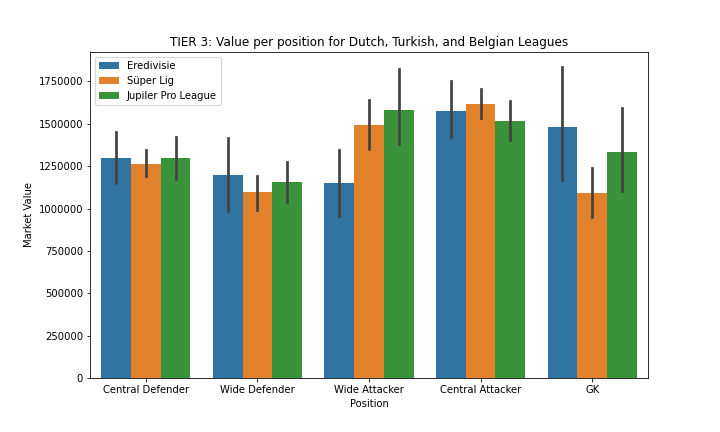 TIER 3: Value per position for Dutch, Turkish, and Belgian Leagues
Eredivisie
Süper Lig
Jupiler Pro League
Market Value
1750000
1500000
1250000
1000000
750000
500000
250000
0
Central Defender
Wide Defender
Wide Attacker
Central Attacker
GK
Position